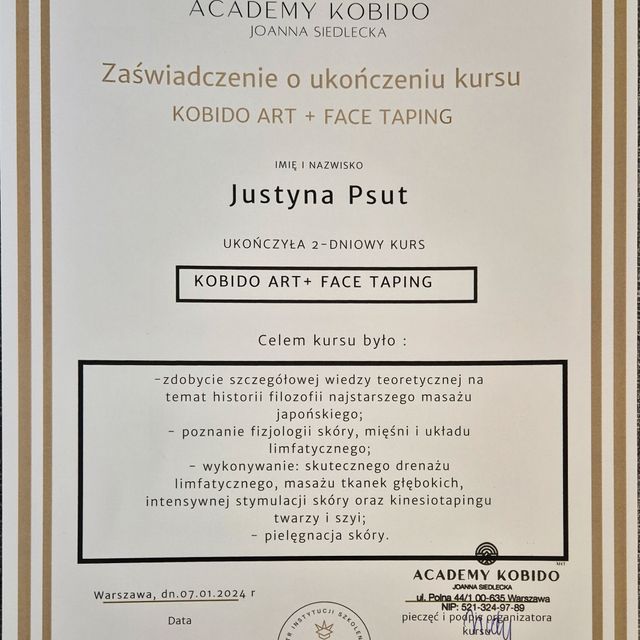 ACADEMY KOBIDO
JOANNA SIEDLECKA
Zaświadczenie o ukończeniu kursu
KOBIDO ART + FACE TAPING
IMIĘ I NAZWISKO
Justyna Psut
UKOŃCZYŁA 2-DNIOWY KURS
KOBIDO ART+ FACE TAPING
Celem kursu było :
-zdobycie szczegółowej wiedzy teoretycznej na
temat historii filozofii najstarszego masażu
japońskiego;
- poznanie fizjologii skóry, mięśni i układu
limfatycznego;
- wykonywanie: skutecznego drenażu
limfatycznego, masażu tkanek głębokich,
intensywnej stymulacji skóry oraz kinesiotapingu
twarzy i szyi;
- pielęgnacja skóry.
ACADEMY KOBIDO
JOANNA SIEDLECKA
ul. Polna 44/1 00-635 Warszawa
NIP: 521-324-97-89
Warszawa, dn.07.01.2024 r
pieczęć i podpis organizatora
kursu
Data
INSTYTUCJI